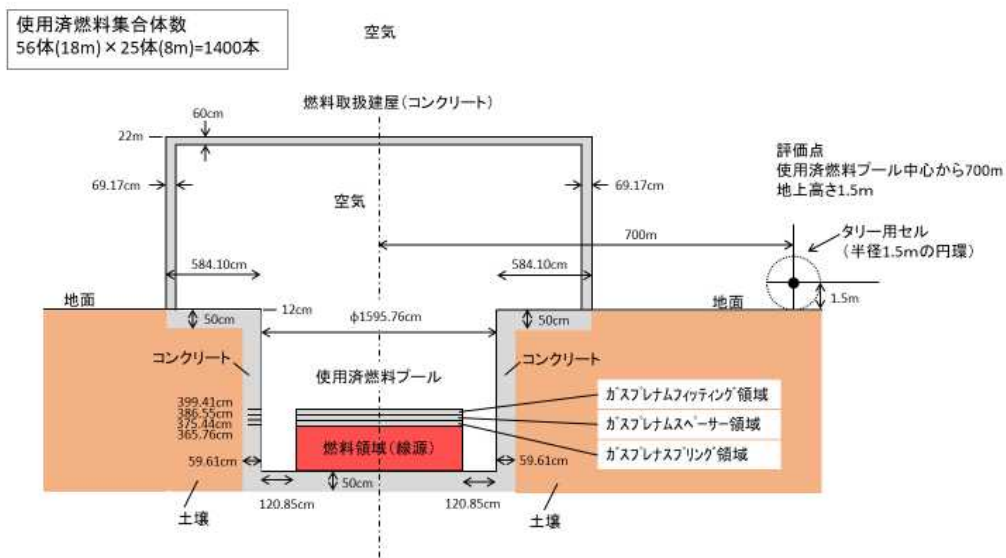 使用済燃料集合体数
56体(18m)×25体(8m)=1400本
空気
燃料取扱建屋(コンクリート)
60cm
22m
69.17cm
空気
69.17cm
評価点
使用済燃料プール中心から700m
地上高さ1.5m
タリー用セル
(半径1.5mの円環)
700m
584.10cm
584.10cm
1.5m
地面
12cm
地面
50cm
φ1595.76cm
50cm
コンクリート
コンクリート
使用済燃料プール
399.41cm
386.55cm
375.44cm
365.76cm
ガスプレナムフィッティング領域
ガスプレナムスペーサー領域
ガスプレナスプリング領域
燃料領域(線源)
59.61cm
59.61cm
50cm
120.85cm
120.85cm
土壌
土壌